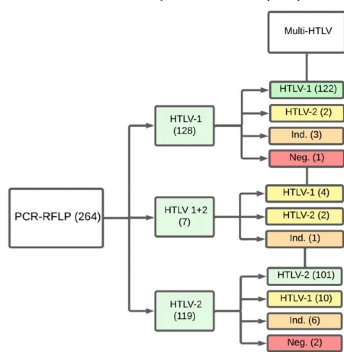 Multi-HTLV
HTLV-1 (122)
HTLV-1
(128)
HTLV-2 (2)
Ind. (3)
Neg. (1)
PCR-RFLP (264)
HTLV 1+2
(7)
HTLV-1 (4)
HTLV-2 (2)
Ind. (1)
HTLV-2
(119)
HTLV-2 (101)
HTLV-1 (10)
Ind. (6)
Neg. (2)